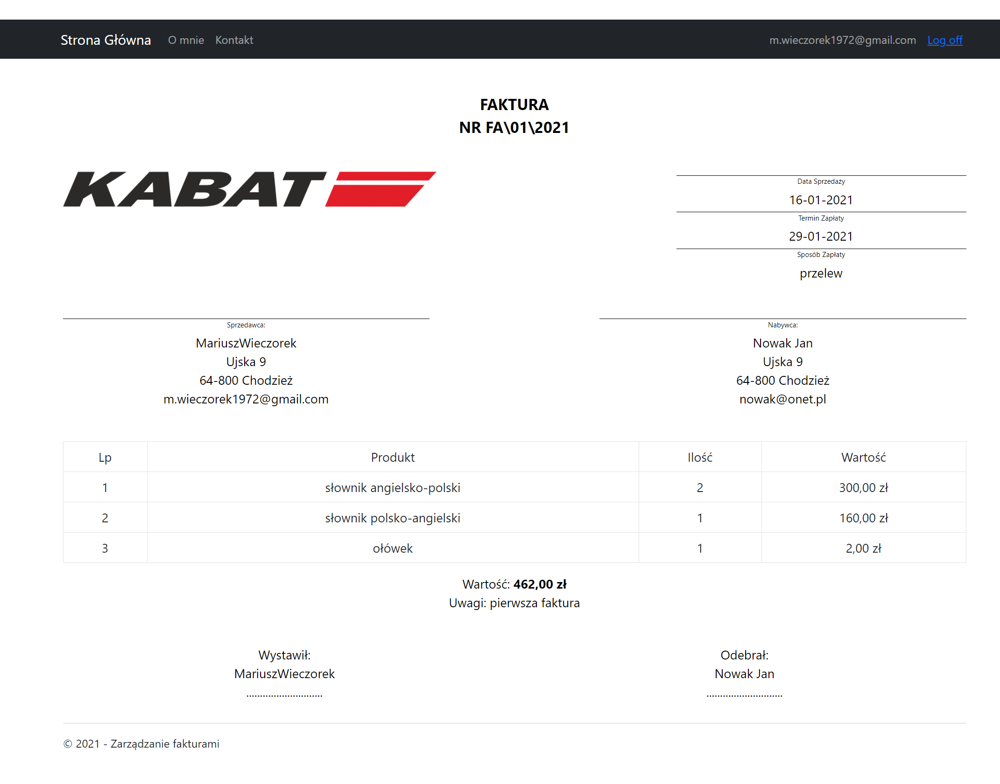 Strona Główna O mnie Kontakt m.wieczorek1972@gmail.com Log off
FAKTURA
NR FA\01\2021
KABAT
Data Sprzedaży
16-01-2021
Termin Zapłaty
29-01-2021
Sposób Zapłaty
przelew
Sprzedawca:
MariuszWieczorek
Ujska 9
64-800 Chodzież
m.wieczorek1972@gmail.com
Nabywca:
Nowak Jan
Ujska 9
64-800 Chodzież
nowak@onet.pl
Lp Produkt Ilość Wartość
1 słownik angielsko-polski 2 300,00 zł
2 słownik polsko-angielski 1 160,00 zł
3 ołówek 1 2,00 zł
Wartość: 462,00 zł
Uwagi: pierwsza faktura
Wystawił:
MariuszWieczorek
............................
Odebrał:
Nowak Jan
............................
© 2021 - Zarządzanie fakturami